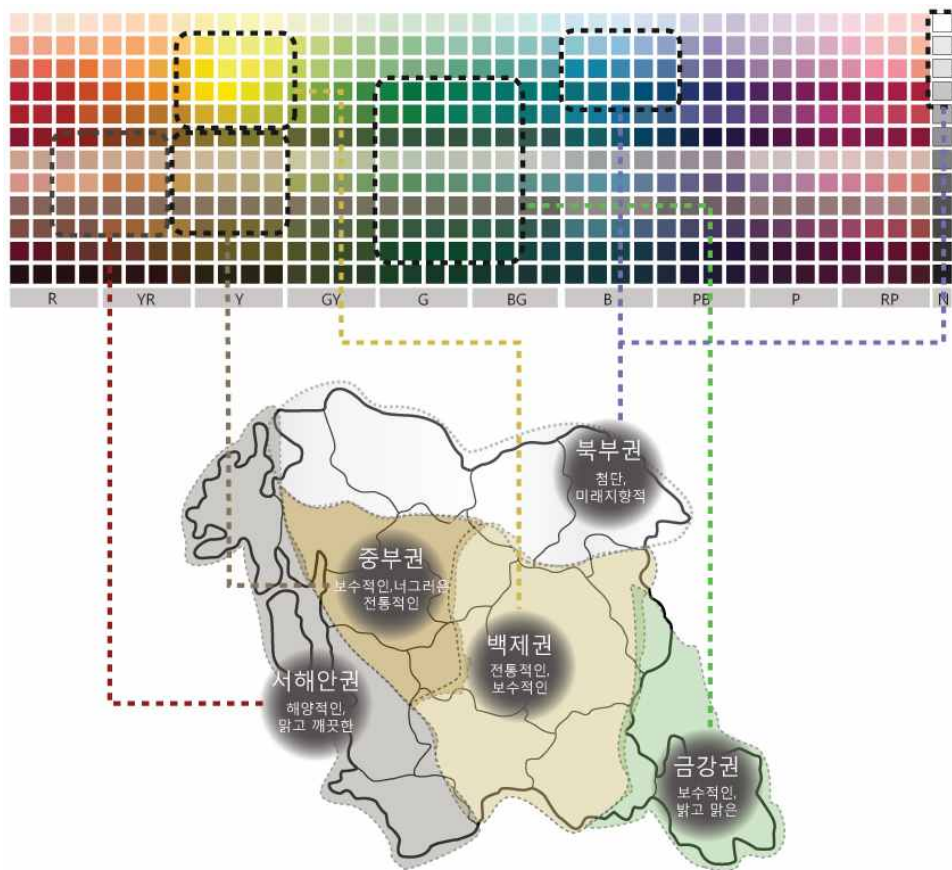 R YR Y GY G BG B PB P RP N
북부권
첨단,
미래지향적
중부권
보수적인,너그러운
전통적인
백제권
전통적인,
보수적인
서해안권
해양적인,
맑고 깨끗한
금강권
보수적인,
밝고 맑은